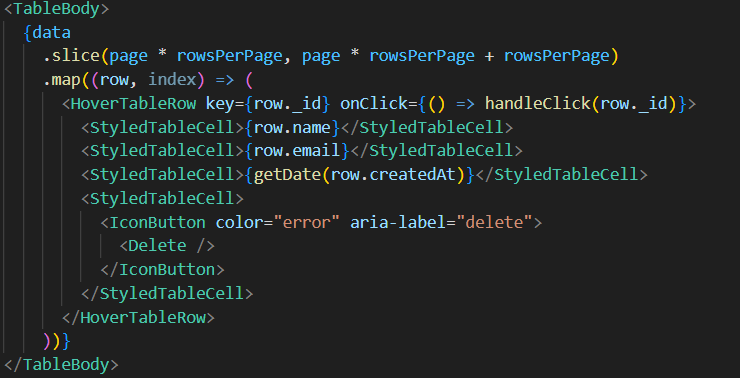 <TableBody>
{data
.slice(page * rowsPerPage, page * rowsPerPage + rowsPerPage)
.map((row, index) => (
<HoverTableRow key={row._id} onClick={() => handleClick(row._id)}>
<StyledTableCell>{row.name}</StyledTableCell>
<StyledTableCell>{row.email}</StyledTableCell>
<StyledTableCell>{getDate(row.createdAt)}</StyledTableCell>
<StyledTableCell>
<IconButton color="error" aria-label="delete">
<Delete />
</IconButton>
</StyledTableCell>
</HoverTableRow>
))}
</TableBody>